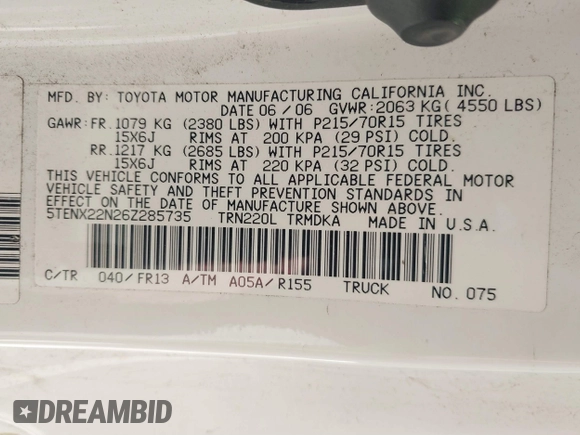 MFD. BY: TOYOTA MOTOR MANUFACTURING CALIFORNIA INC.
DATE 06/06 GVWR: 2063 KG( 4550 LBS)
GAWR: FR. 1079 KG (2380 LBS) WITH P215/70R15 TIRES
15X6J RIMS AT 200 KPA (29 PSI) COLD.
RR. 1217 KG (2685 LBS) WITH P215/70R15 TIRES
15X6J RIMS AT 220 KPA (32 PSI) COLD.
THIS VEHICLE CONFORMS TO ALL APPLICABLE FEDERAL MOTOR
VEHICLE SAFETY AND THEFT PREVENTION STANDARDS IN
EFFECT ON THE DATE OF MANUFACTURE SHOWN ABOVE.
5TENX22N26Z285735 TRN220L TRMDKA MADE IN U.S.A.
C/TR 040/FR13 A/TM A05A/R155 TRUCK NO. 075
DREAMBID